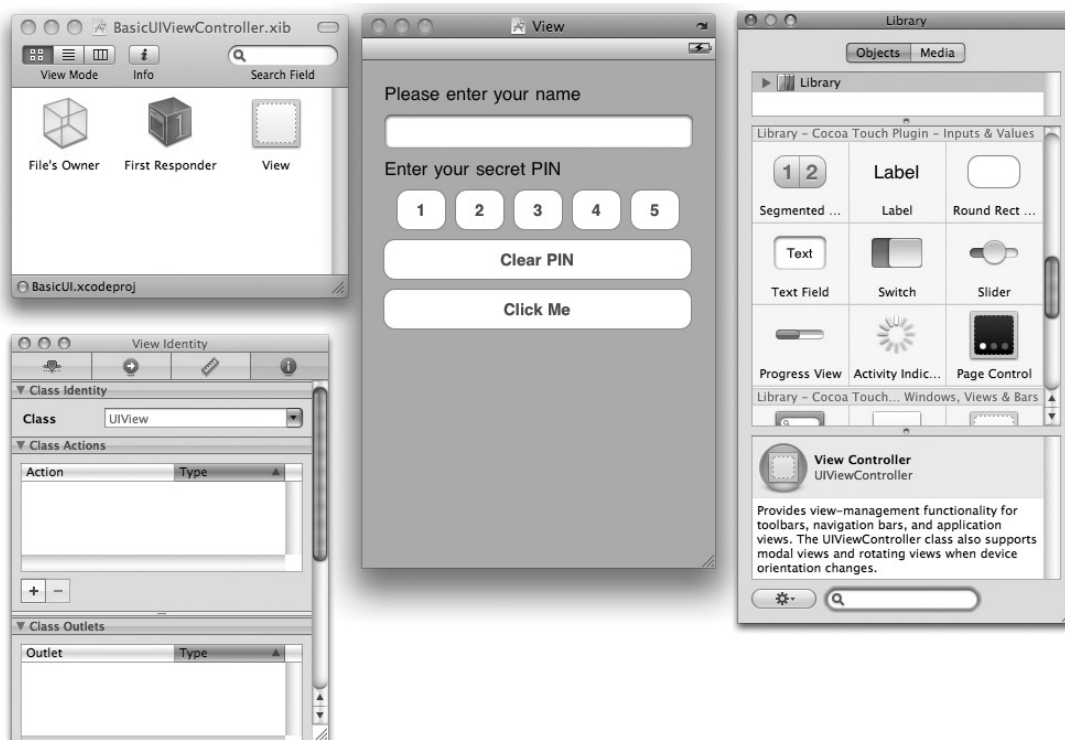 BasicUIViewController.xib
View Mode
Info
Search Field
File's Owner
First Responder
View
BasicUI.xcodeproj
View Identity
Class Identity
Class
UIView
Class Actions
Action
Type
+
−
Class Outlets
Outlet
Type
View
Please enter your name
Enter your secret PIN
1
2
3
4
5
Clear PIN
Click Me
Library
Objects
Media
Library
Library – Cocoa Touch Plugin – Inputs & Values
1 2
Label
Segmented ...
Label
Round Rect ...
Text
Text Field
Switch
Slider
Progress View
Activity Indic...
Page Control
Library – Cocoa Touch... Windows, Views & Bars
View Controller
UIViewController
Provides view-management functionality for
toolbars, navigation bars, and application
views. The UIViewController class also supports
modal views and rotating views when device
orientation changes.